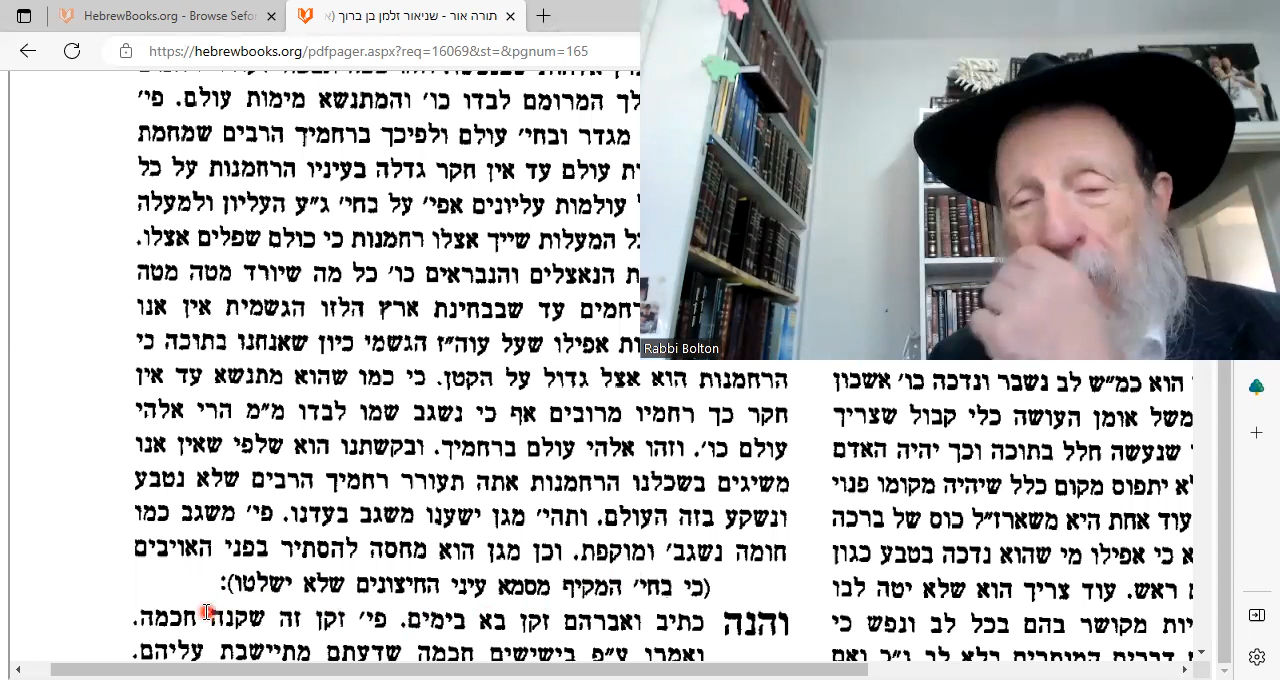 HebrewBooks.org - Browse Sefor
תורה אור - שניאור זלמן בן ברוך
https://hebrewbooks.org/pdfpager.aspx?req=16069&st=&pgnum=165
לך המרומם לבדו כו׳ והמתנשא מימות עולם. פי׳
מגדר ובחי׳ עולם ולפיכך ברחמיך הרבים שמחמת
ית עולם עד אין חקר גדלה בעיניו הרחמנות על כל
עולמות עליונים אפי׳ על בחי׳ ג״ע העליון ולמעלה
כל המעלות שייך אצלו רחמנות כי כולם שפלים אצלו.
ת הנאצלים והנבראים כו׳ כל מה שיורד מטה מטה
רחמים עד שבבחינת ארץ הלזו הגשמית אין אנו
ות אפילו שעל עוה״ז הגשמי כיון שאנחנו בתוכה כי
הרחמנות הוא אצל גדול על הקטן. כי כמו שהוא מתנשא עד אין
חקר כך רחמיו מרובים אף כי נשגב שמו לבדו מ״מ הרי אלהי
עולם כו׳. וזהו אלהי עולם ברחמיך. ובקשתנו הוא שלפי שאין אנו
משיגים בשכלנו הרחמנות אתה תעורר רחמיך הרבים שלא נטבע
ונשקע בזה העולם. ותהי׳ מגן ישענו משגב בעדנו. פי׳ משגב כמו
חומה נשגב׳ ומוקפת. וכן מגן הוא מחסה להסתיר בפני האויבים
(כי בחי׳ המקיף מסמא עיני החיצונים שלא ישלטו):
והנה כתיב ואברהם זקן בא בימים. פי׳ זקן זה שקנה חכמה.
ואמרו ע״פ בישישים חכמה שדעתם מתיישבת עליהם.
הוא כמ״ש לב נשבר ונדכה כו׳ אשכון
משל אומן העושה כלי קבול שצריך
שנעשה חלל בתוכה וכך יהיה האדם
לא יתפוס מקום כלל שיהיה מקומו פנוי
עוד אחת היא משארז״ל כוס של ברכה
א כי אפילו מי שהוא נדכה בטבע כגון
ראש. עוד צריך הוא שלא יטה לבו
יות מקושר בהם בכל לב ונפש כי
דברים המותרים בלא לב ו״כ ואם
Rabbi Bolton